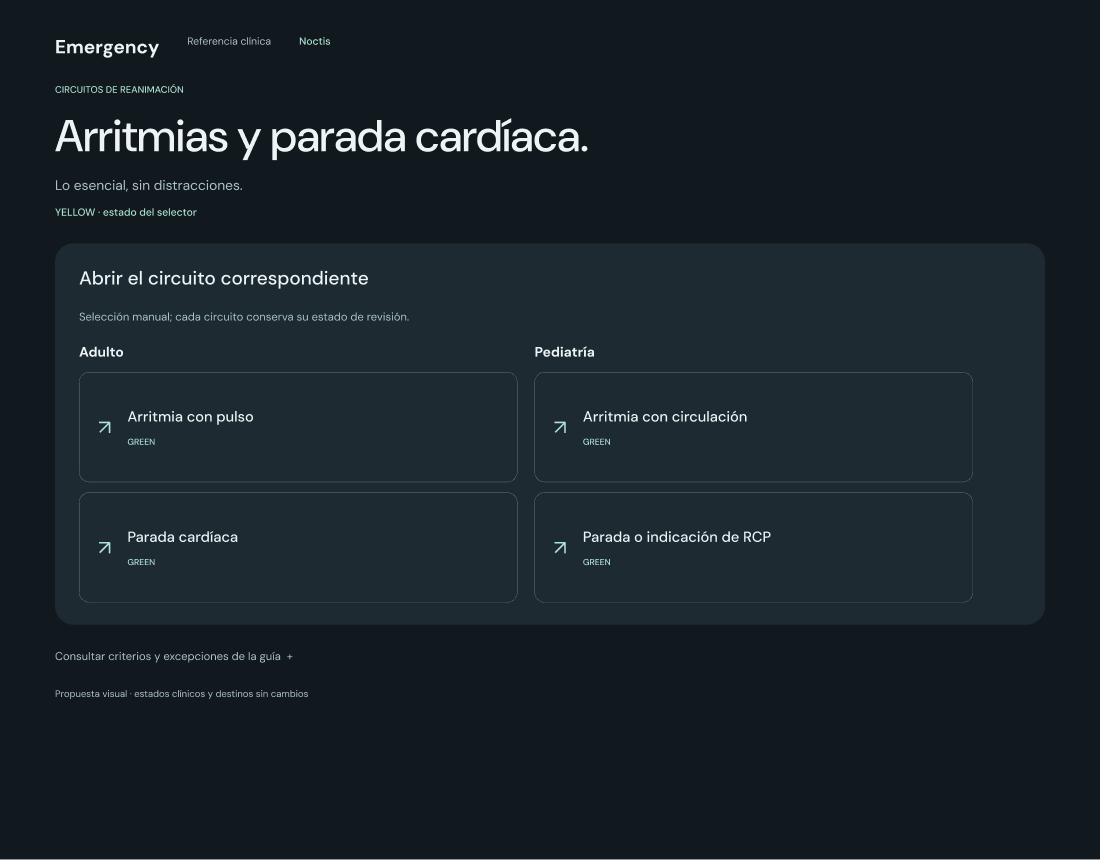 Emergency
Referencia clínica
Noctis
CIRCUITOS DE REANIMACIÓN
Arritmias y parada cardíaca.
Lo esencial, sin distracciones.
YELLOW · estado del selector
Abrir el circuito correspondiente
Selección manual; cada circuito conserva su estado de revisión.
Adulto
Arritmia con pulso
GREEN
Parada cardíaca
GREEN
Pediatría
Arritmia con circulación
GREEN
Parada o indicación de RCP
GREEN
Consultar criterios y excepciones de la guía +
Propuesta visual · estados clínicos y destinos sin cambios